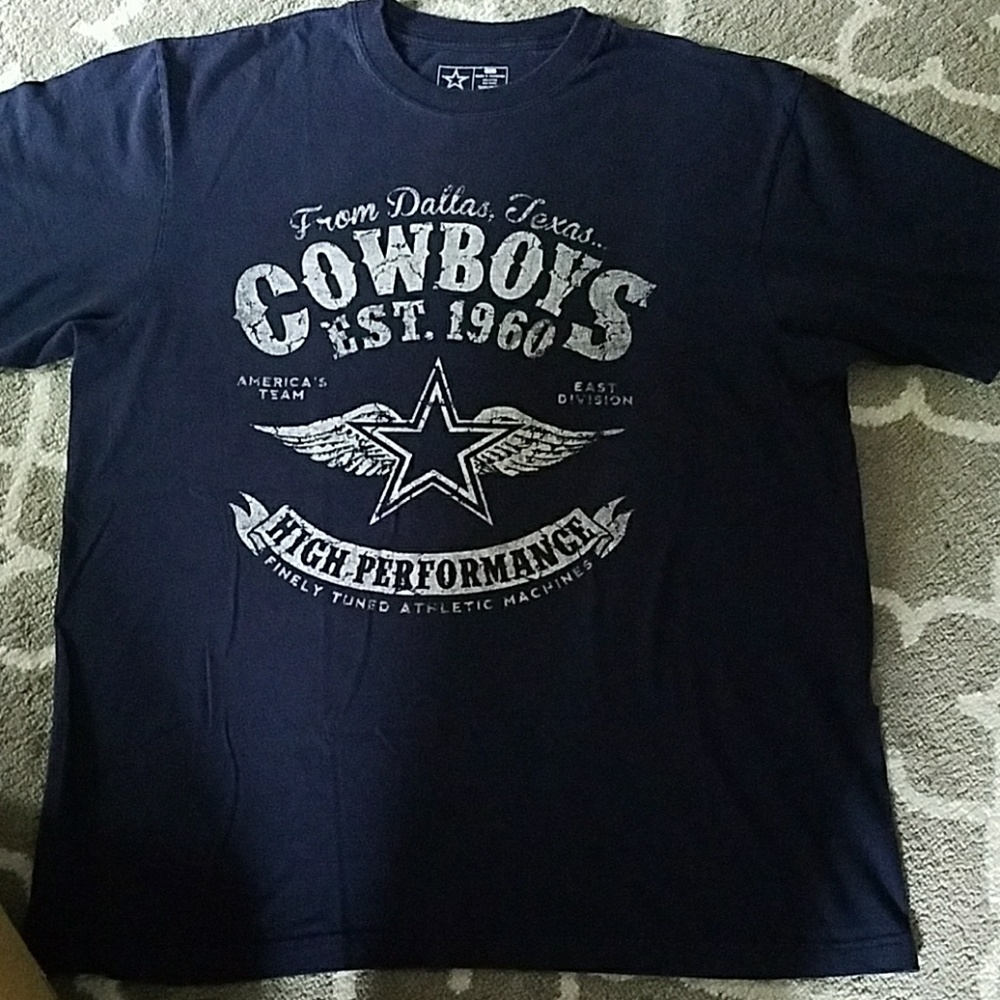 From Dallas, Texas...
COWBOYS
EST. 1960
AMERICA'S
TEAM
EAST
DIVISION
HIGH PERFORMANCE
FINELY TUNED ATHLETIC MACHINES